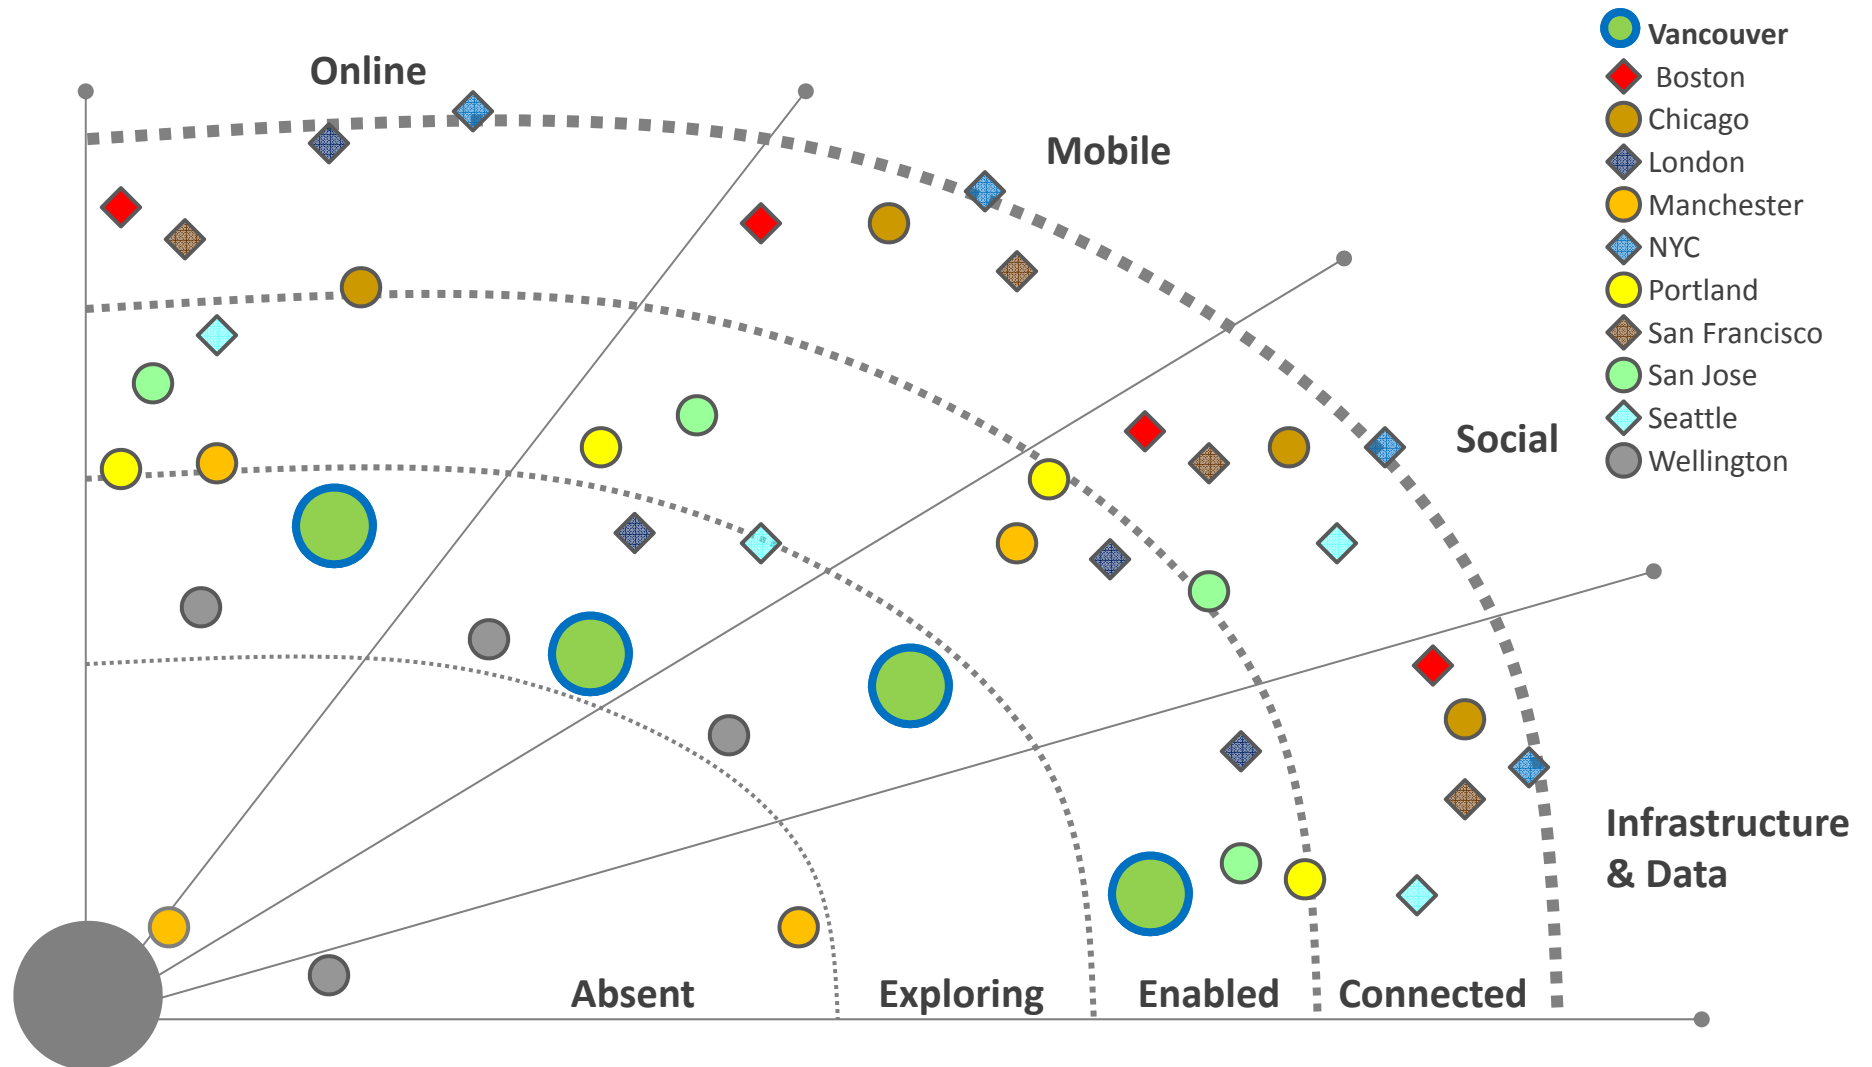 Online
Mobile
Social
Infrastructure
& Data
Absent
Exploring
Enabled
Connected
Vancouver
Boston
Chicago
London
Manchester
NYC
Portland
San Francisco
San Jose
Seattle
Wellington